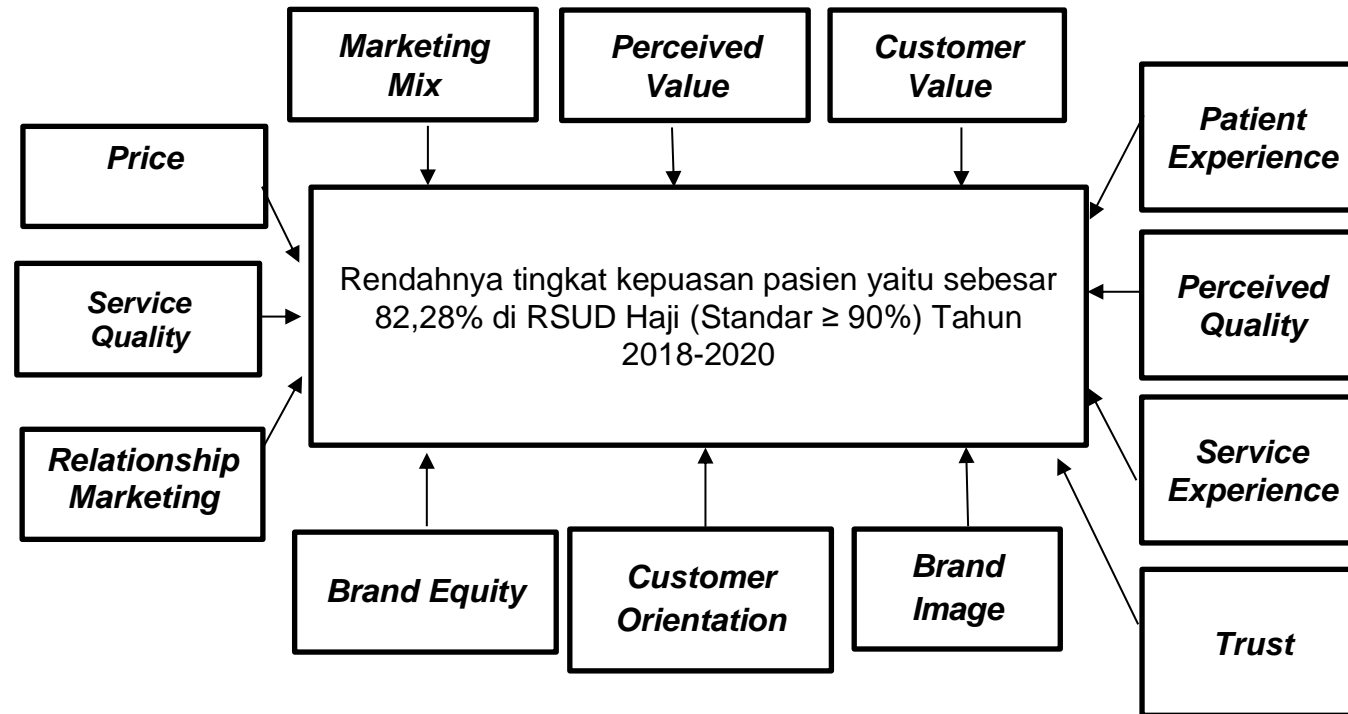 Marketing
Mix
Perceived
Value
Customer
Value
Patient
Experience
Price
Rendahnya tingkat kepuasan pasien yaitu sebesar
82,28% di RSUD Haji (Standar ≥ 90%) Tahun
2018-2020
Service
Quality
Perceived
Quality
Relationship
Marketing
Service
Experience
Brand Equity
Customer
Orientation
Brand
Image
Trust